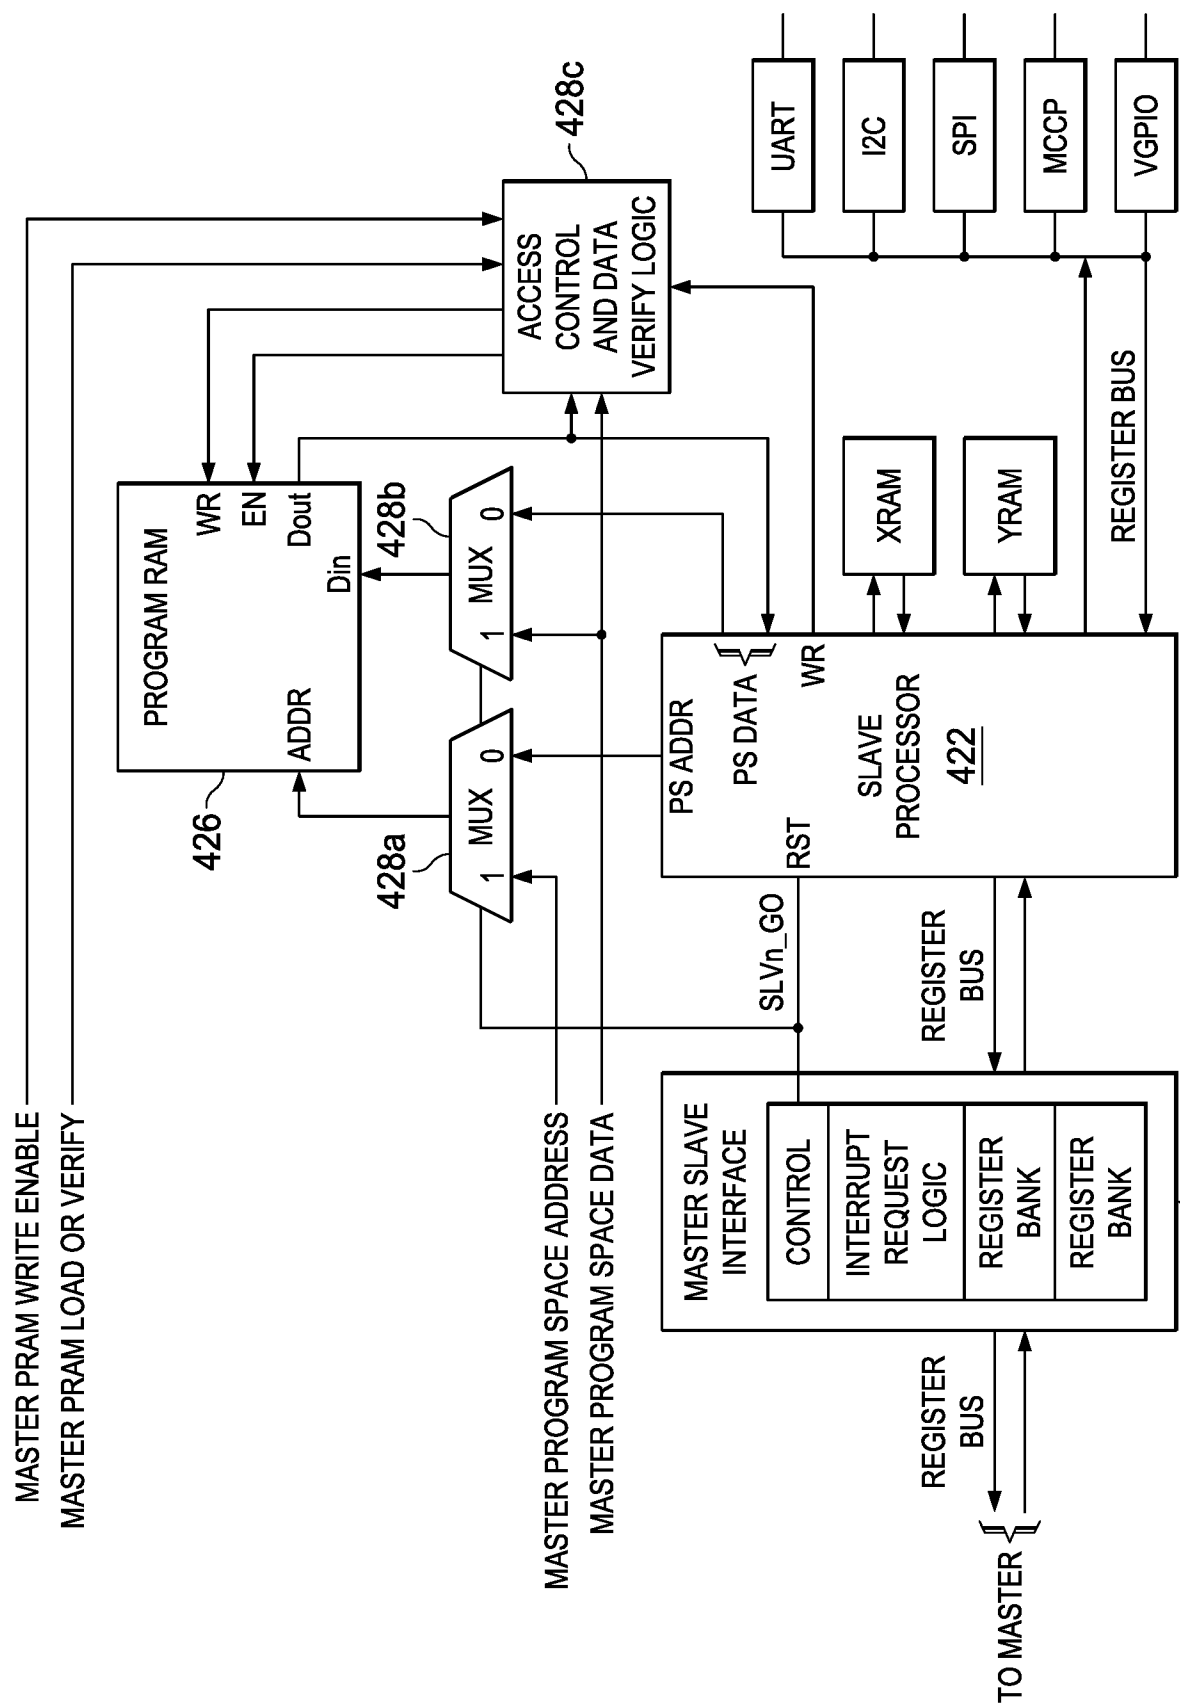 MASTER PRAM WRITE ENABLE
MASTER PRAM LOAD OR VERIFY
PROGRAM RAM
426
ADDR
WR
EN
Dout
Din
428a
MUX
1
0
428b
MUX
1
0
ACCESS
CONTROL
AND DATA
VERIFY LOGIC
428c
MASTER PROGRAM SPACE ADDRESS
MASTER PROGRAM SPACE DATA
MASTER SLAVE
INTERFACE
CONTROL
INTERRUPT
REQUEST
LOGIC
REGISTER
BANK
REGISTER
BANK
SLVn_GO
REGISTER
BUS
PS ADDR
PS DATA
WR
RST
SLAVE
PROCESSOR
422
XRAM
YRAM
REGISTER BUS
UART
I2C
SPI
MCCP
VGPIO
REGISTER
BUS
TO MASTER